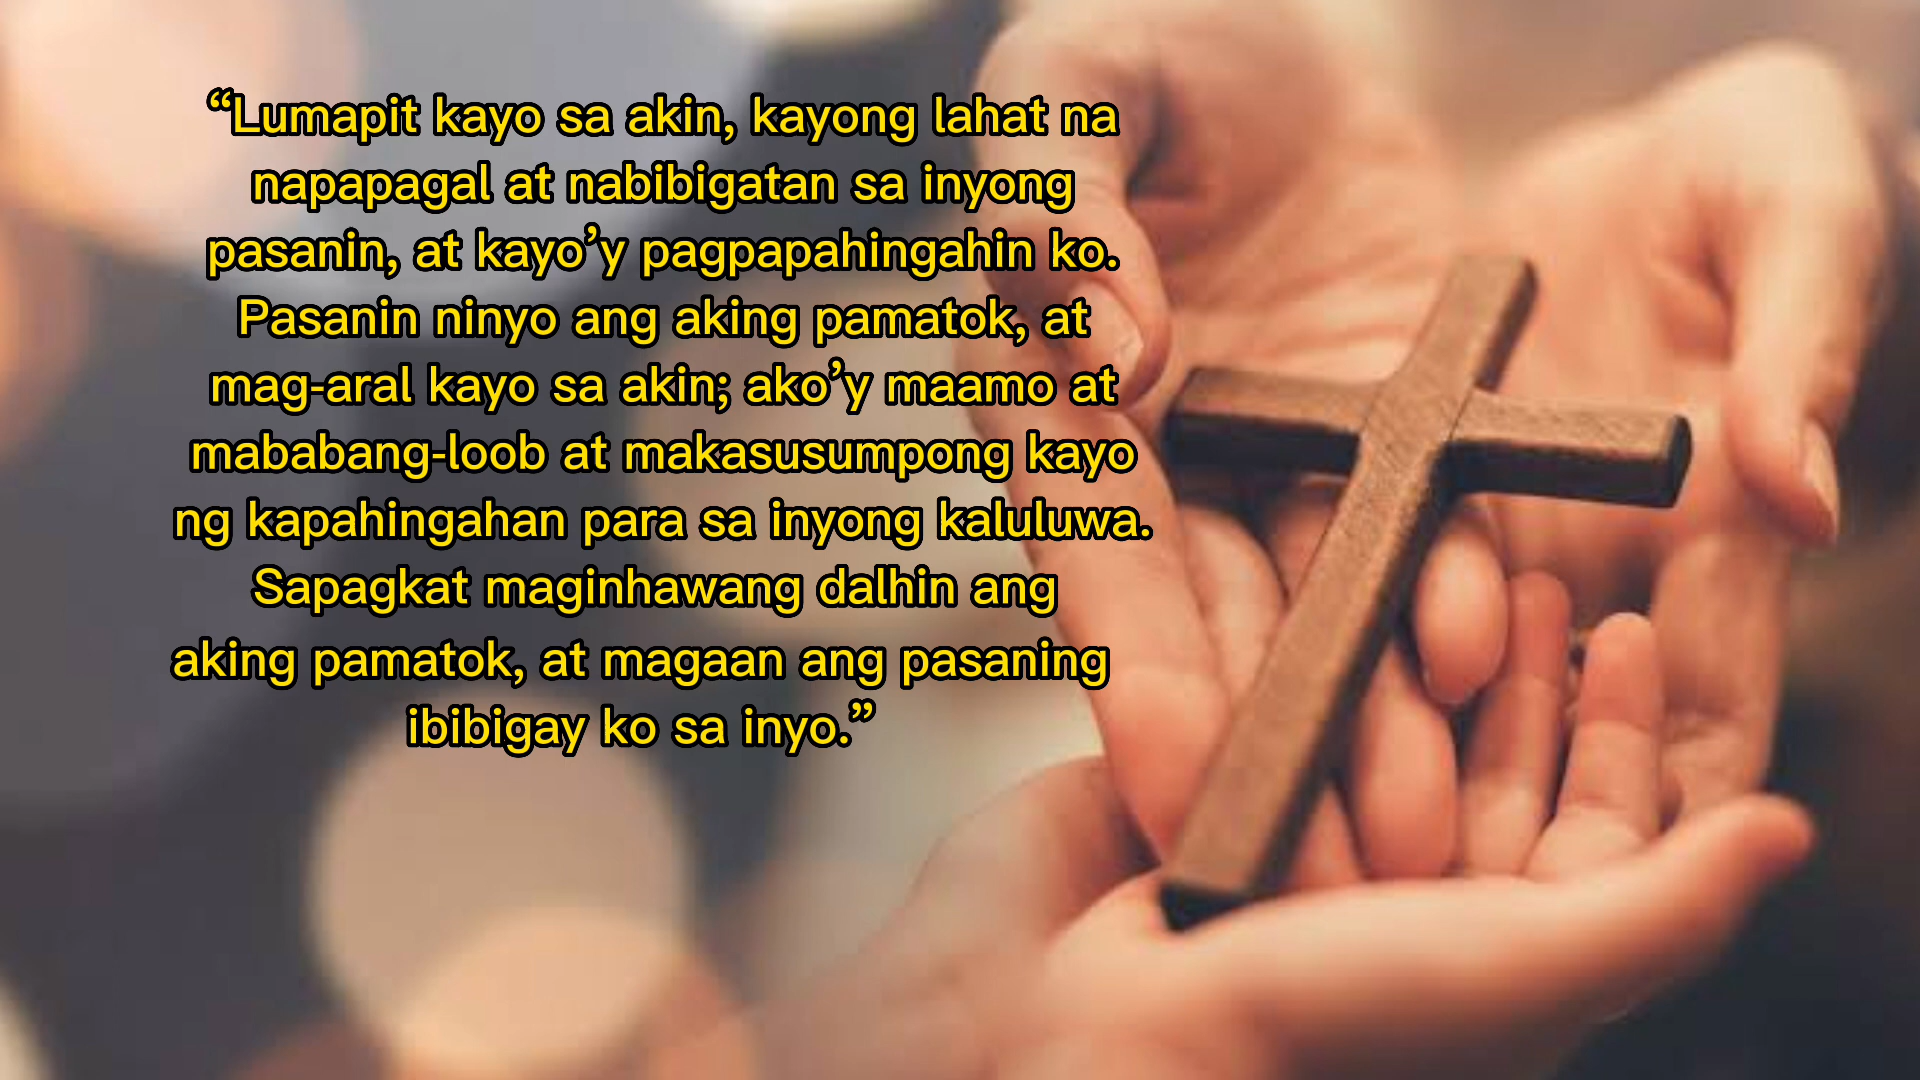 “Lumapit kayo sa akin, kayong lahat na
napapagal at nabibigatan sa inyong
pasanin, at kayo’y pagpapahingahin ko.
Pasanin ninyo ang aking pamatok, at
mag-aral kayo sa akin; ako’y maamo at
mababang-loob at makasusumpong kayo
ng kapahingahan para sa inyong kaluluwa.
Sapagkat maginhawang dalhin ang
aking pamatok, at magaan ang pasaning
ibibigay ko sa inyo.”